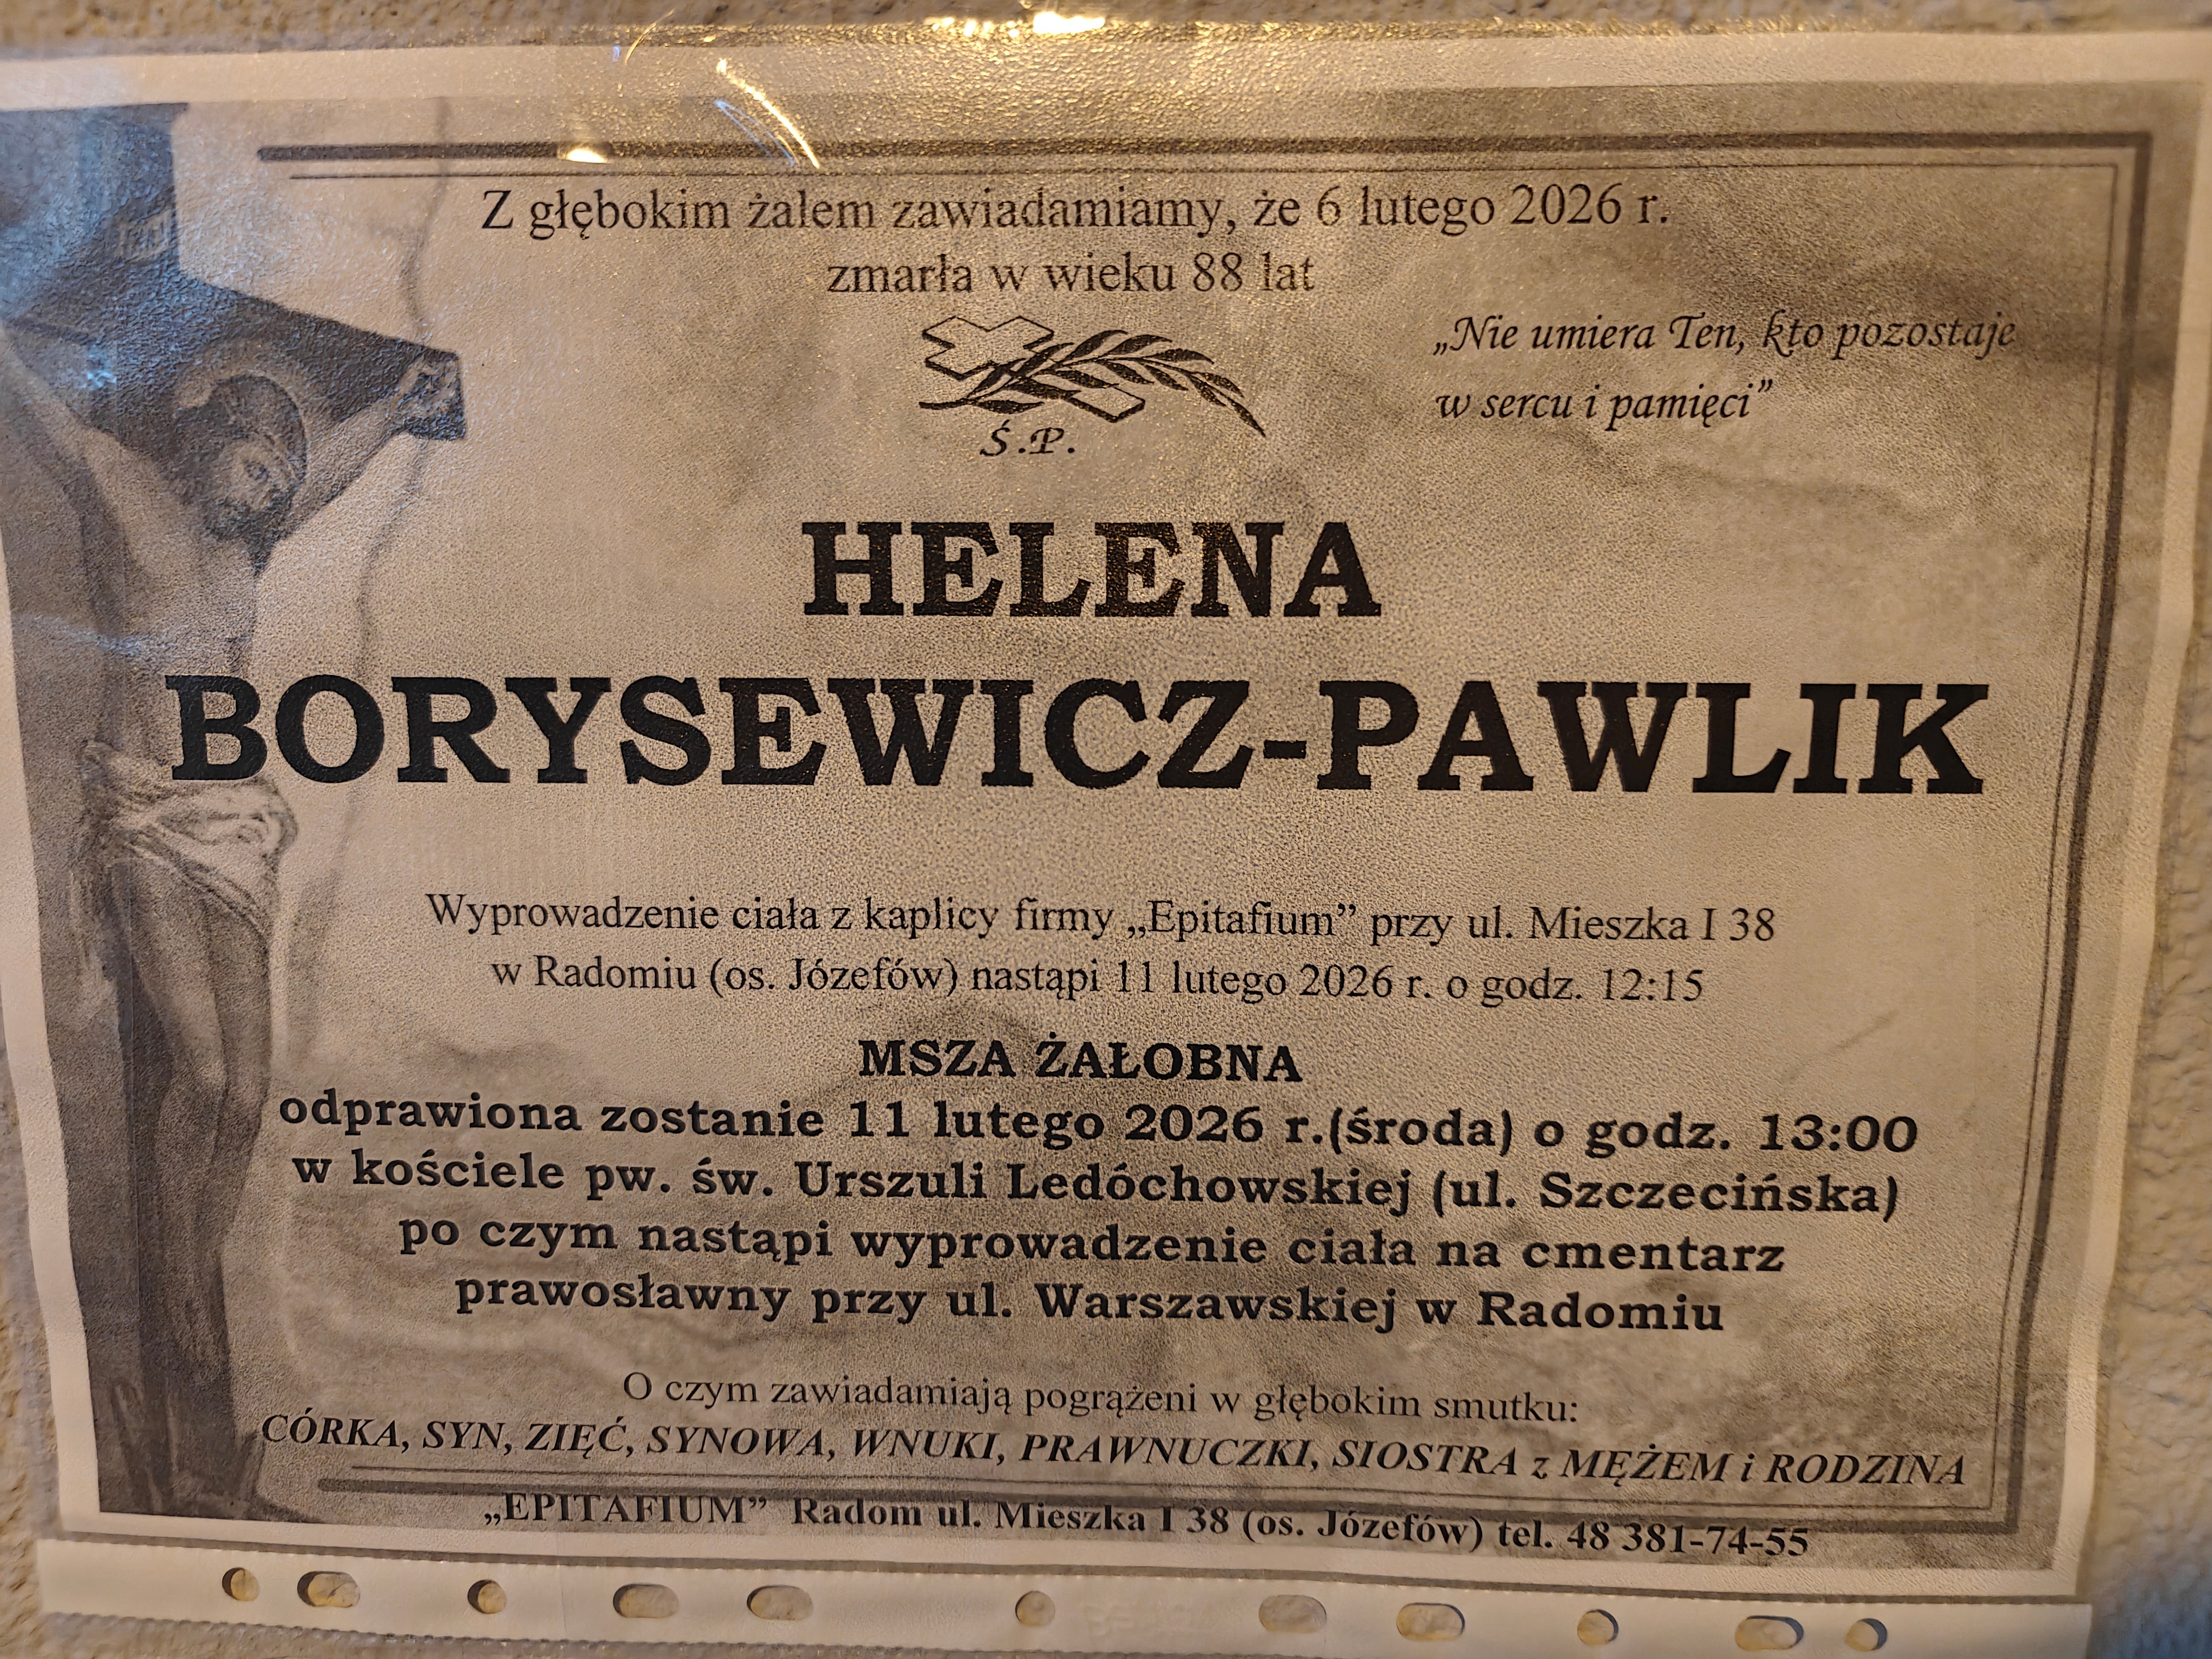 Z głębokim żalem zawiadamiamy, że 6 lutego 2026 r.
zmarła w wieku 88 lat
„Nie umiera Ten, kto pozostaje
w sercu i pamięci”
Ś.P.
HELENA
BORYSEWICZ-PAWLIK
Wyprowadzenie ciała z kaplicy firmy „Epitafium” przy ul. Mieszka I 38
w Radomiu (os. Józefów) nastąpi 11 lutego 2026 r. o godz. 12:15
MSZA ŻAŁOBNA
odprawiona zostanie 11 lutego 2026 r.(środa) o godz. 13:00
w kościele pw. św. Urszuli Ledóchowskiej (ul. Szczecińska)
po czym nastąpi wyprowadzenie ciała na cmentarz
prawosławny przy ul. Warszawskiej w Radomiu
O czym zawiadamiają pogrążeni w głębokim smutku:
CÓRKA, SYN, ZIĘĆ, SYNOWA, WNUKI, PRAWNUCZKI, SIOSTRA z MĘŻEM i RODZINA
„EPITAFIUM” Radom ul. Mieszka I 38 (os. Józefów) tel. 48 381-74-55